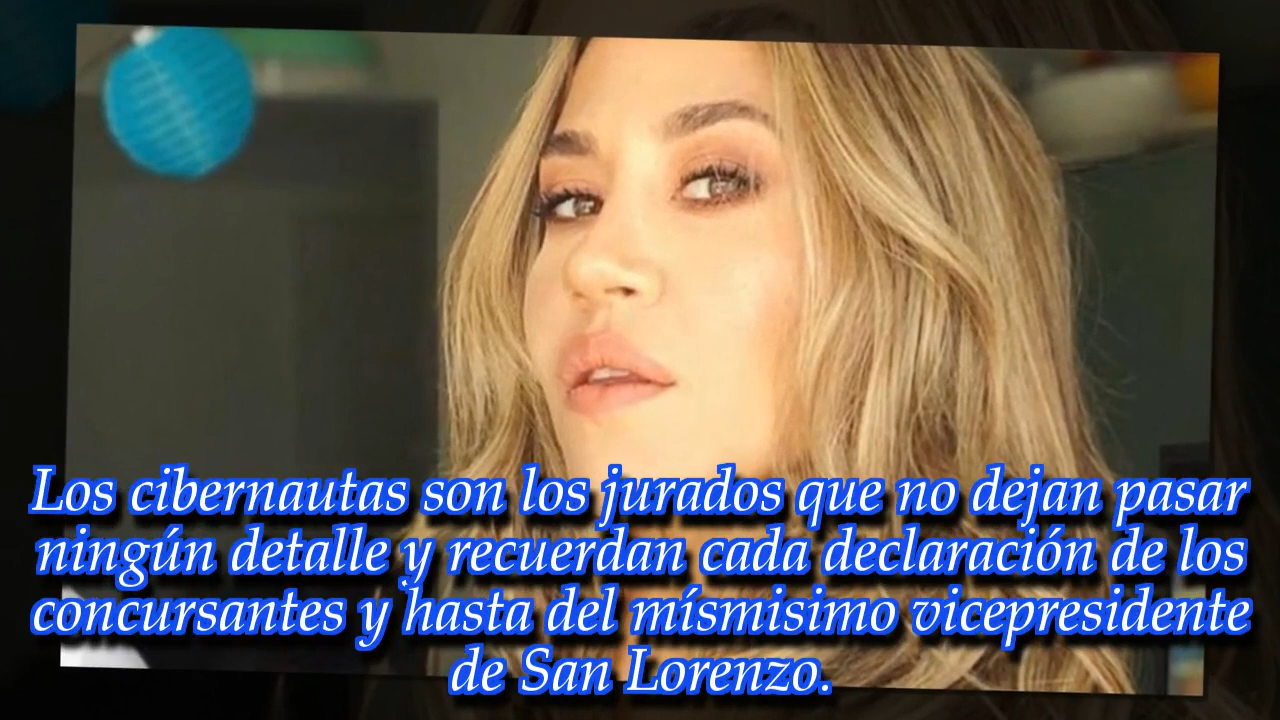 Los cibernautas son los jurados que no dejan pasar
ningún detalle y recuerdan cada declaración de los
concursantes y hasta del mísmisimo vicepresidente
de San Lorenzo.